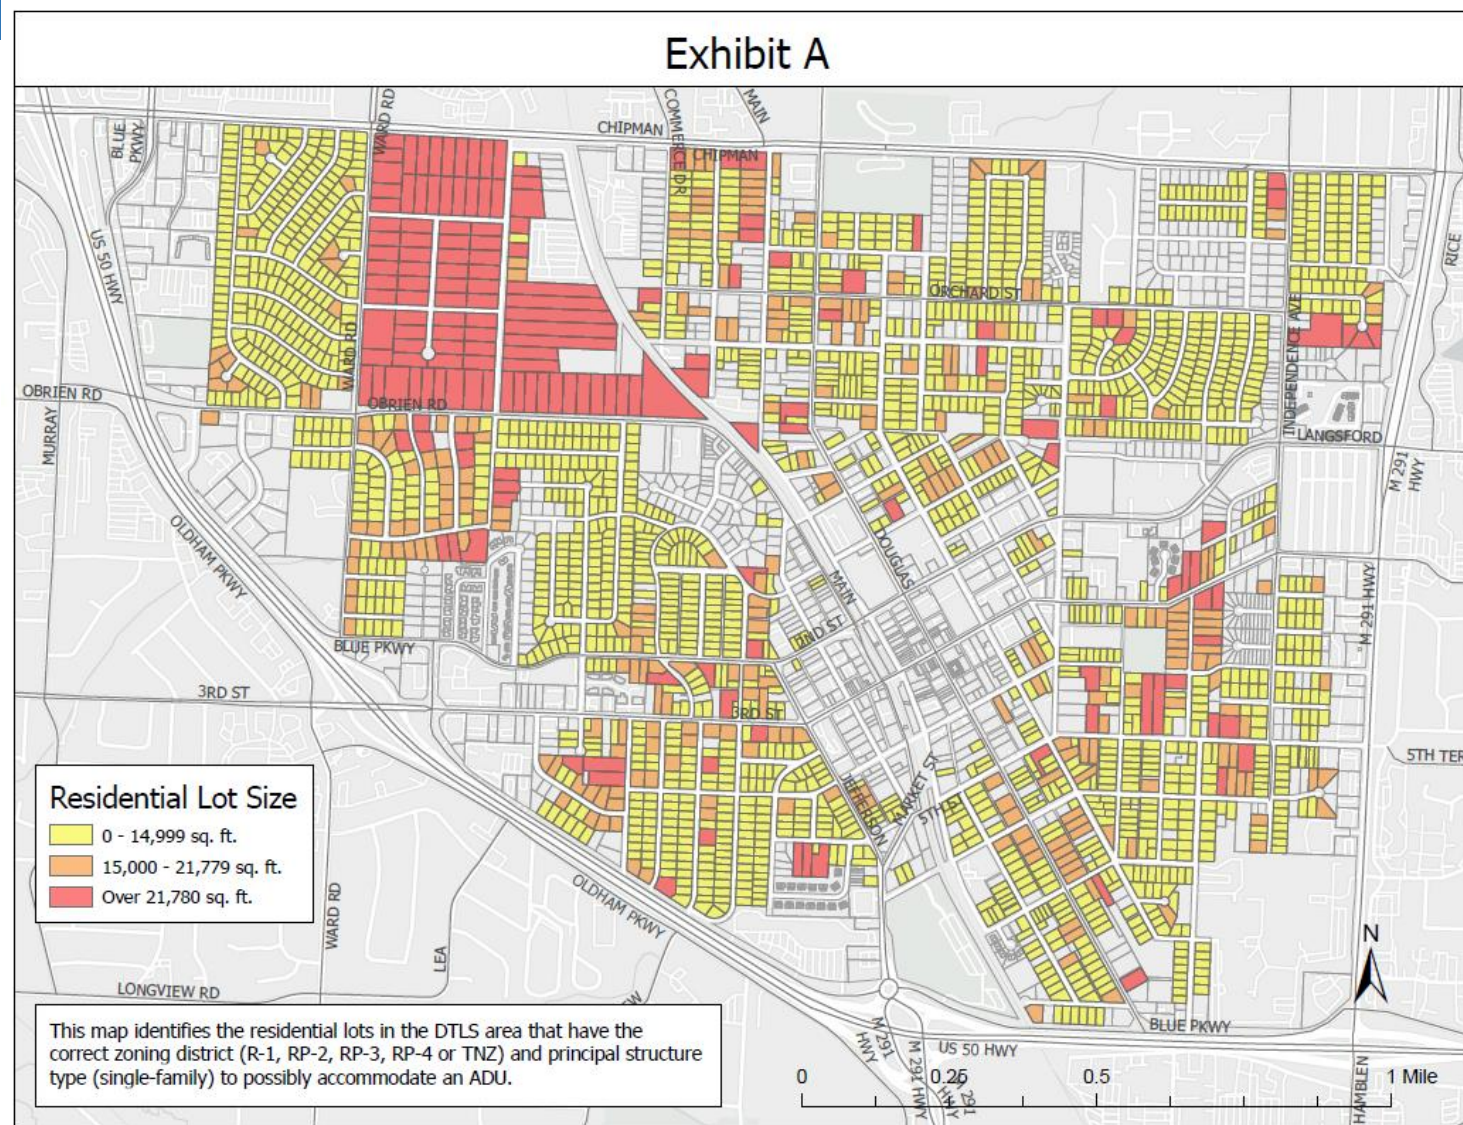 Exhibit A
WARD RD
COMMERCE DR
MAIN
CHIPMAN
CHIPMAN
BLUE
PKWY
US 50 HWY
RICE
ORCHARD ST
INDEPENDENCE AVE
WARD RD
OBRIEN RD
OBRIEN RD
MURRAY
LANGSFORD
M 291
HWY
OLDHAM PKWY
DOUGLAS
MAIN
M 291 HWY
2ND ST
BLUE PKWY
3RD ST
3RD ST
5TH TER
JEFFERSON
MARKET ST
5TH ST
Residential Lot Size
0 - 14,999 sq. ft.
15,000 - 21,779 sq. ft.
Over 21,780 sq. ft.
OLDHAM PKWY
WARD RD
LEA
N
LONGVIEW RD
This map identifies the residential lots in the DTLS area that have the
correct zoning district (R-1, RP-2, RP-3, RP-4 or TNZ) and principal structure
type (single-family) to possibly accommodate an ADU.
BLUE PKWY
M 291
HWY
US 50 HWY
M 291 HWY
M 291
HWY
HAMBLEN
0
0.25
0.5
1 Mile